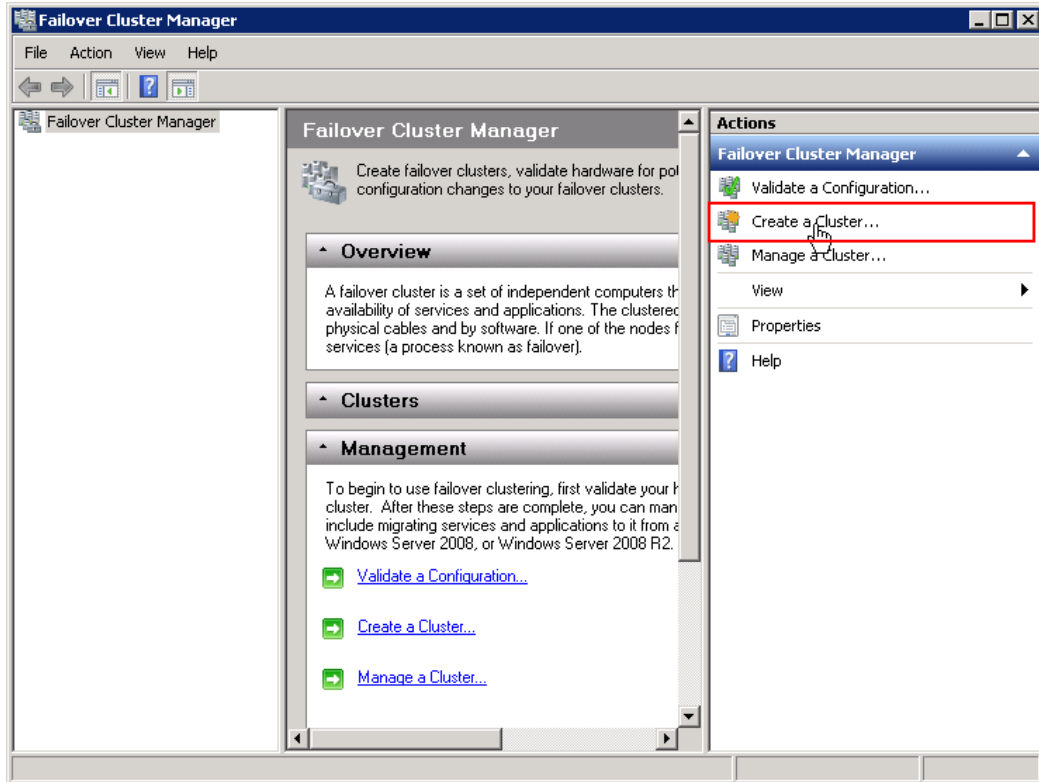 Failover Cluster Manager
File Action View Help
Failover Cluster Manager
Failover Cluster Manager
Create failover clusters, validate hardware for
configuration changes to your failover clusters.
Overview
A failover cluster is a set of independent computers
availability of services and applications. The clustered
physical cables and by software. If one of the nodes
services (a process known as failover).
Clusters
Management
To begin to use failover clustering, first validate your
cluster. After these steps are complete, you can
include migrating services and applications to it from
Windows Server 2008, or Windows Server 2008 R2.
Validate a Configuration...
Create a Cluster...
Manage a Cluster...
Actions
Failover Cluster Manager
Validate a Configuration...
Create a Cluster...
Manage a Cluster...
View
Properties
Help